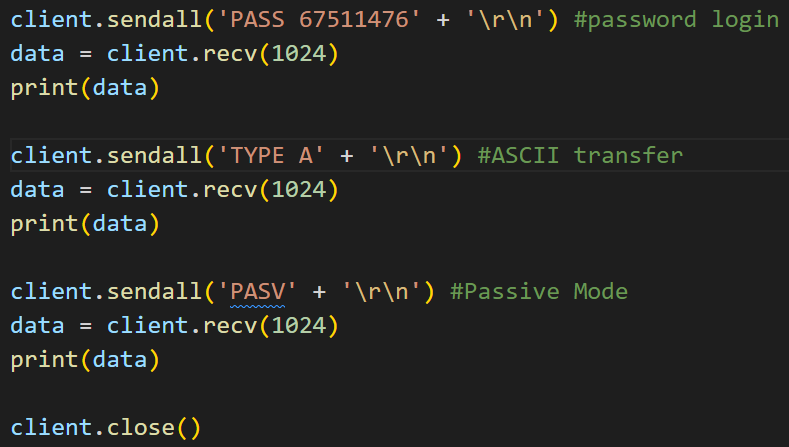 client.sendall('PASS 67511476' + '\r\n') #password login
data = client.recv(1024)
print(data)
client.sendall('TYPE A' + '\r\n') #ASCII transfer
data = client.recv(1024)
print(data)
client.sendall('PASV' + '\r\n') #Passive Mode
data = client.recv(1024)
print(data)
client.close()